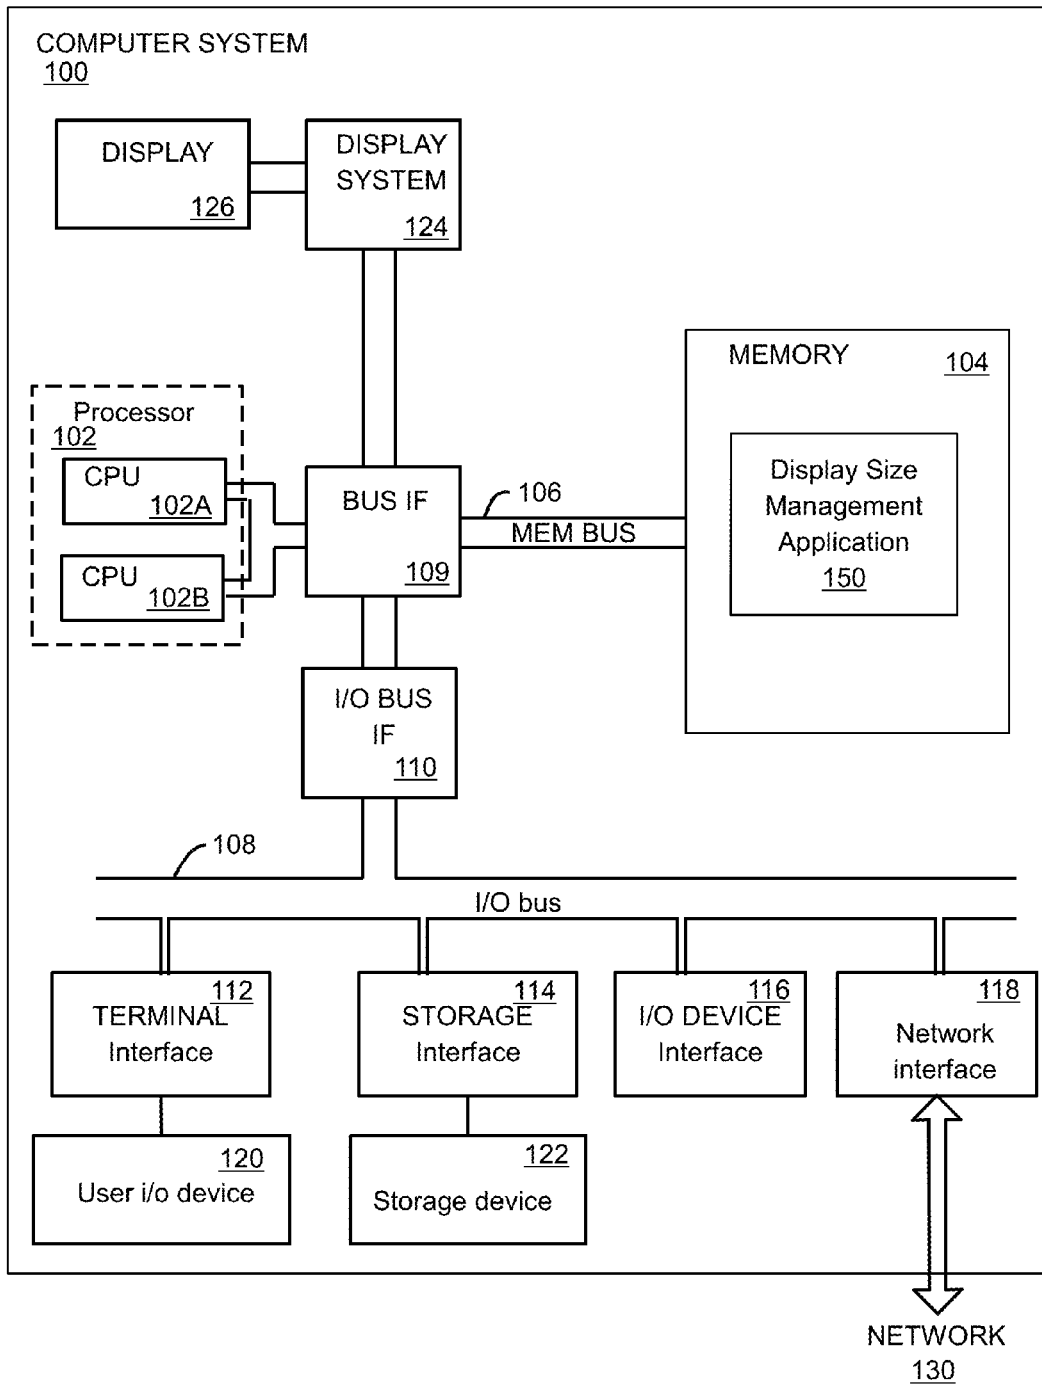 COMPUTER SYSTEM
100
DISPLAY
126
DISPLAY
SYSTEM
124
MEMORY
104
Display Size
Management
Application
150
Processor
102
CPU
102A
CPU
102B
BUS IF
109
106
MEM BUS
I/O BUS
IF
110
108
I/O bus
112
TERMINAL
Interface
114
STORAGE
Interface
116
I/O DEVICE
Interface
118
Network
interface
120
User i/o device
122
Storage device
NETWORK
130